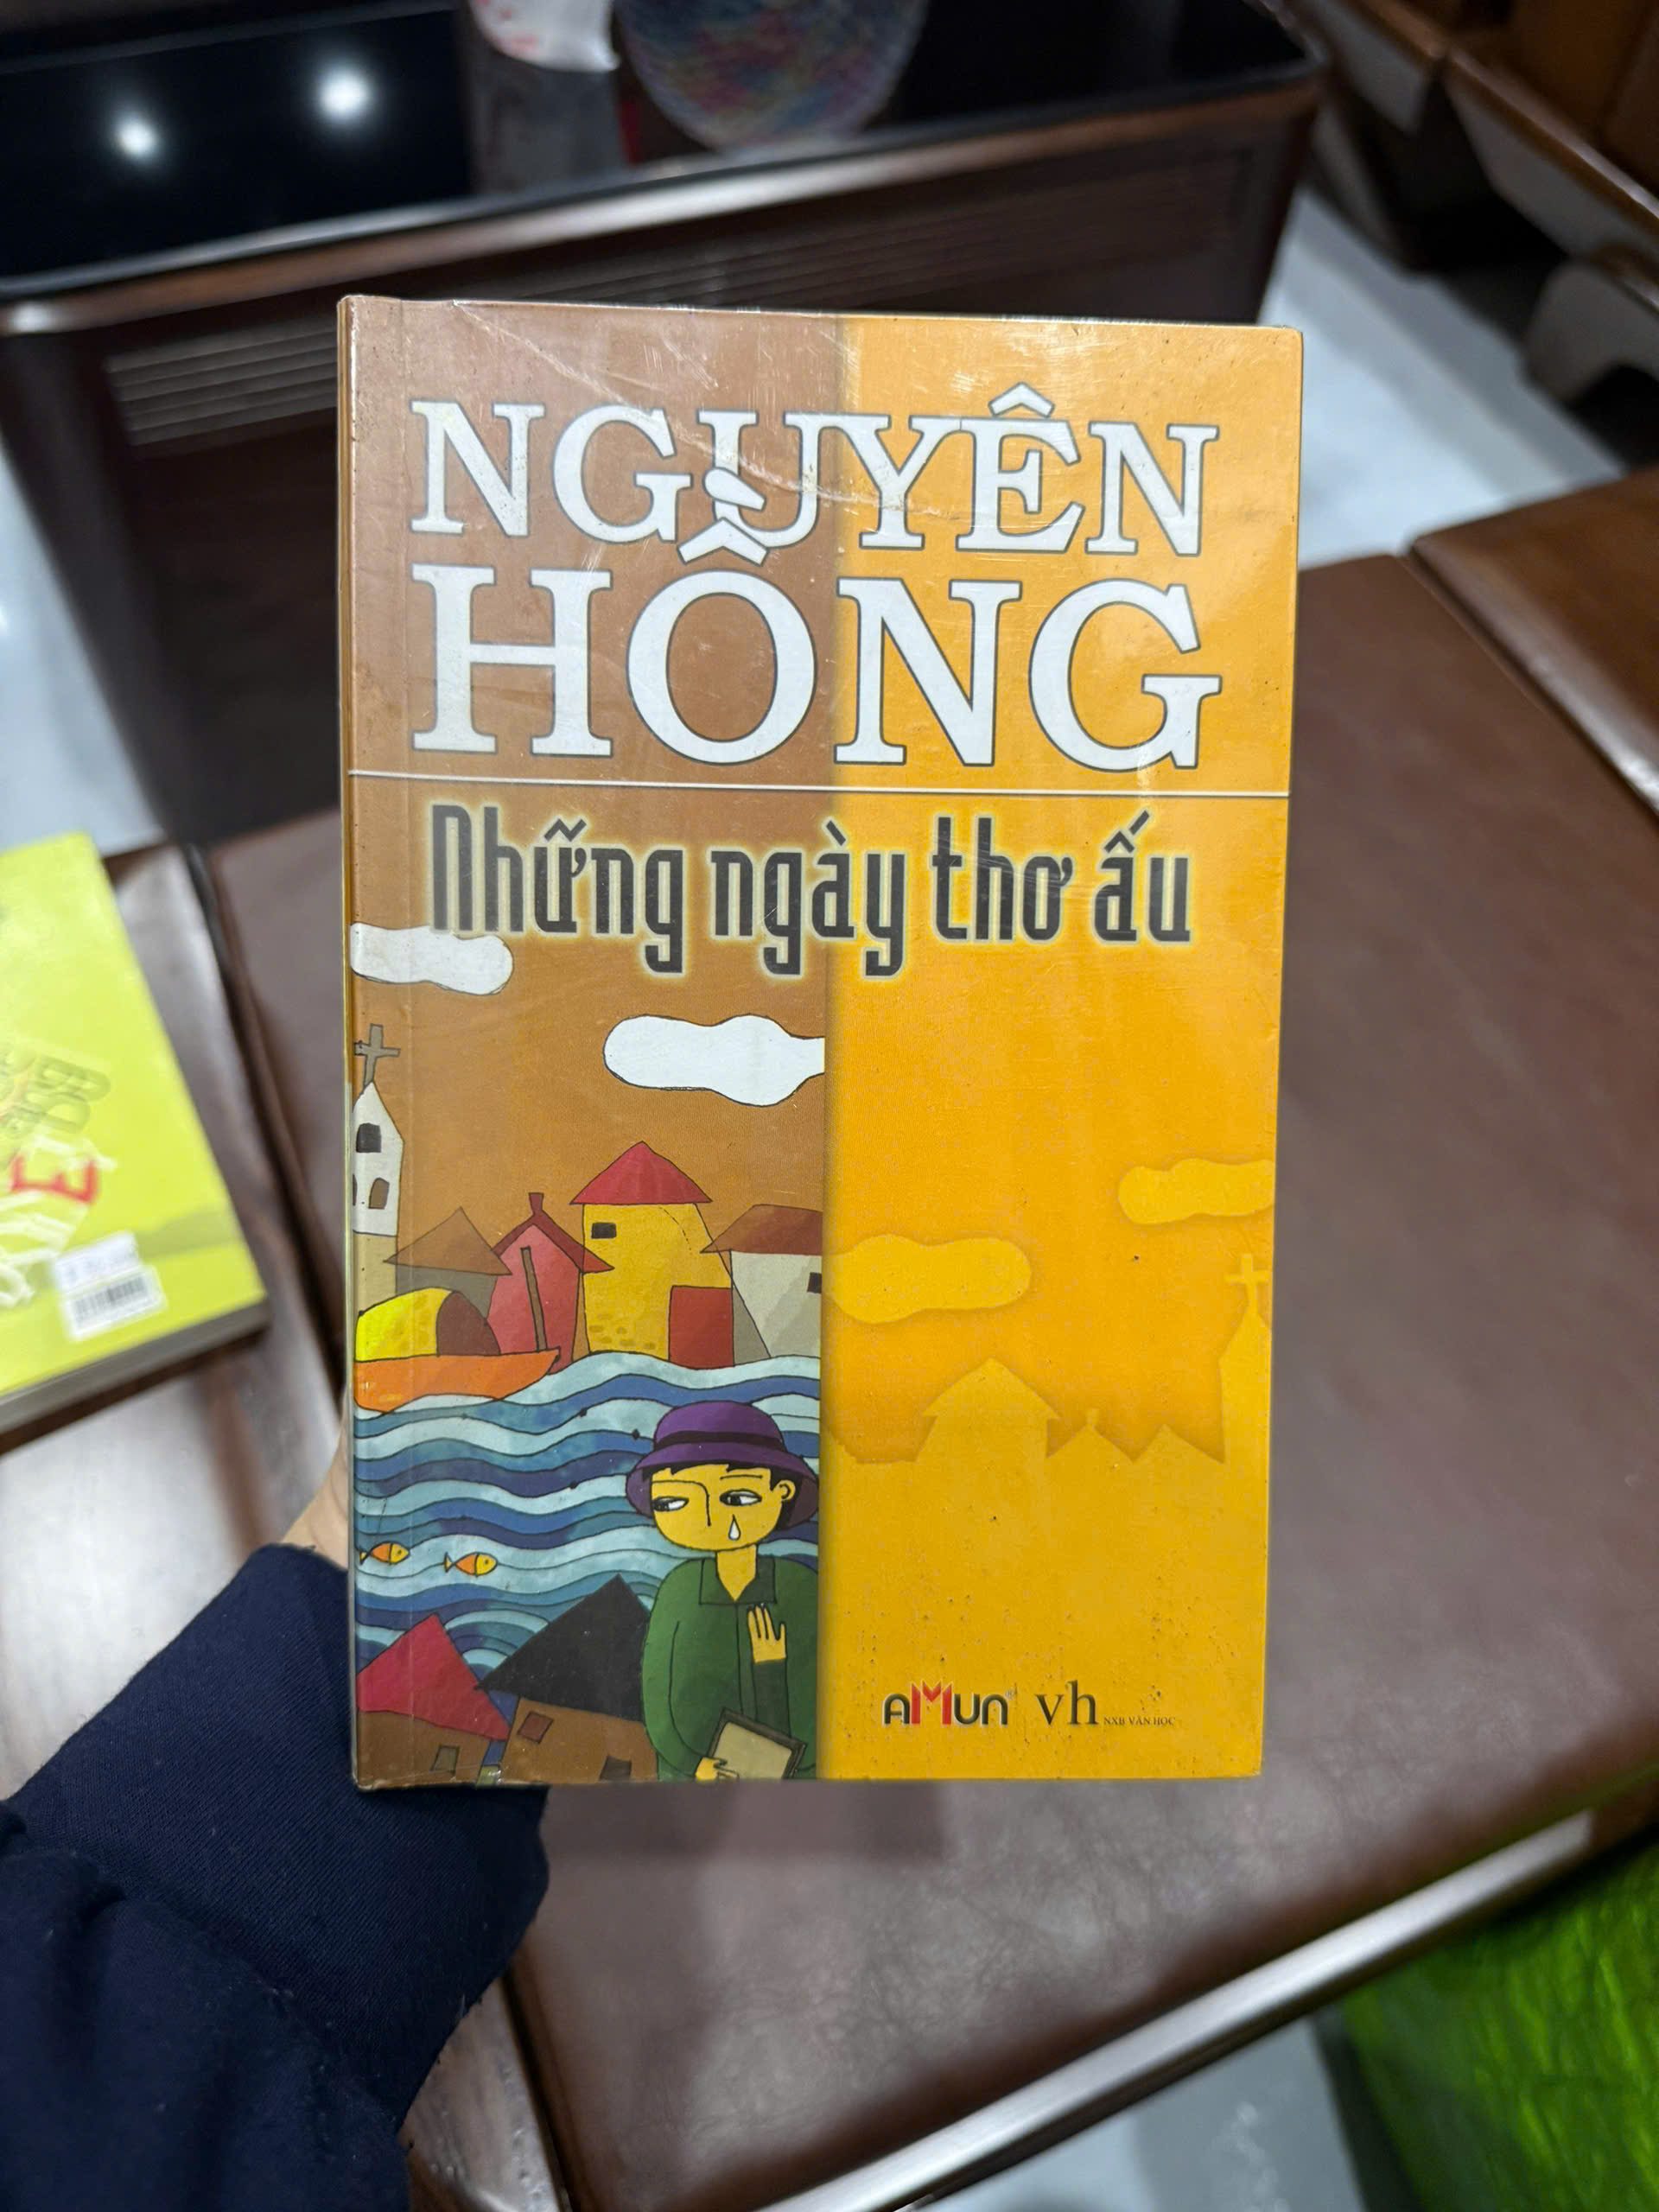 NGUYÊN
HỒNG
Những ngày thơ ấu
AMUN® vh NXB VĂN HỌC